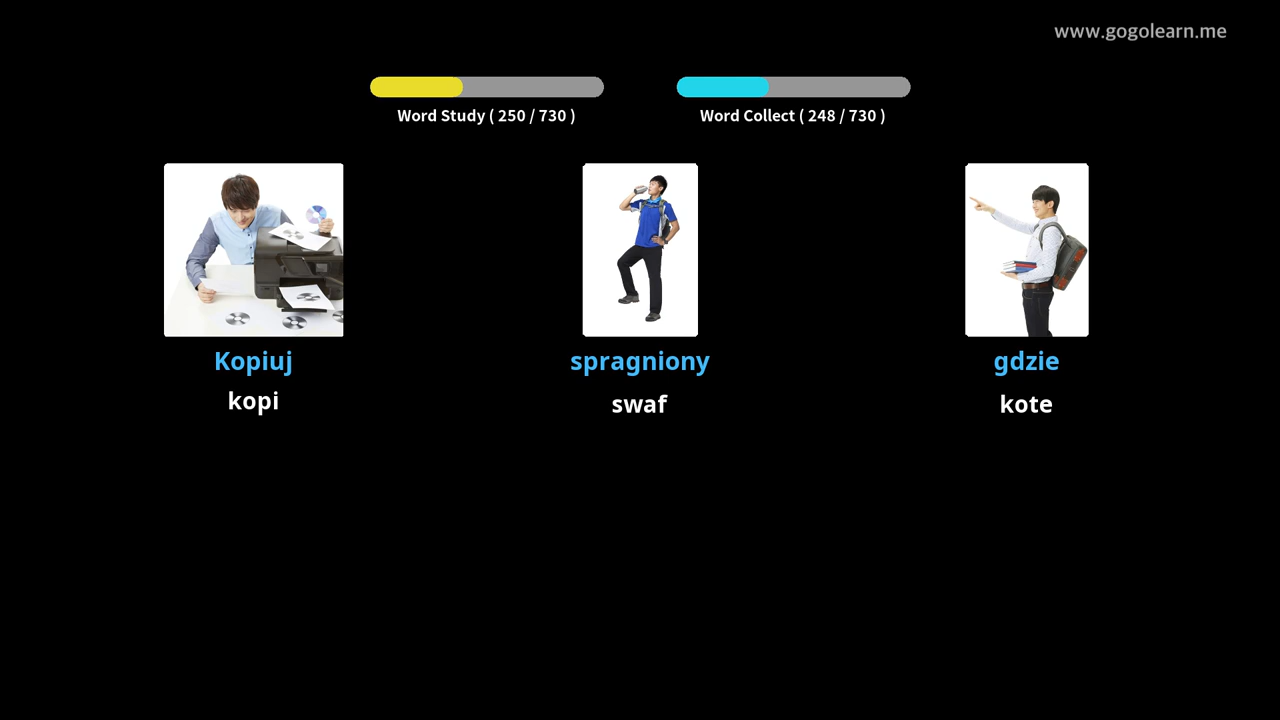 www.gogolearn.me
Word Study ( 250 / 730 )
Word Collect ( 248 / 730 )
Kopiuj
kopi
spragniony
swaf
gdzie
kote